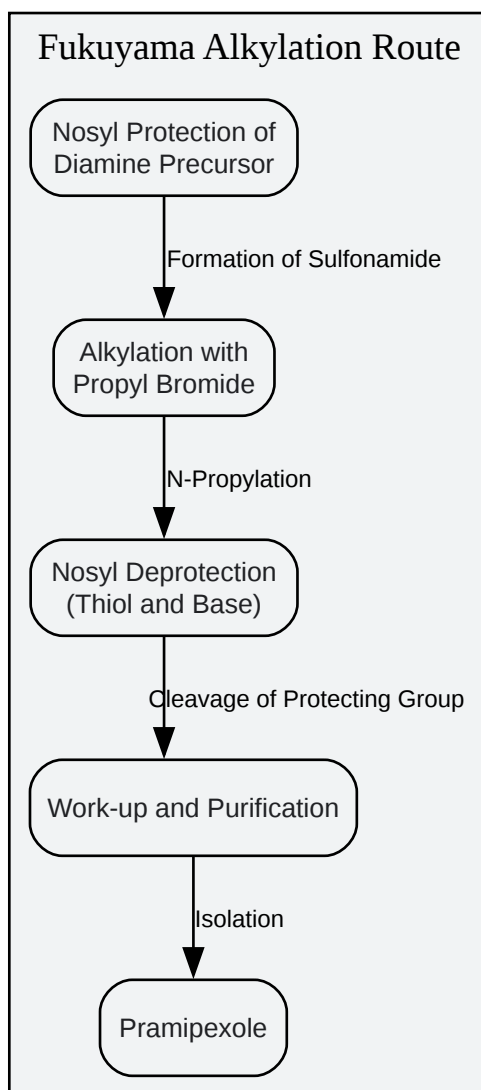 Fukuyama Alkylation Route
Nosyl Protection of
Diamine Precursor
Formation of Sulfonamide
Alkylation with
Propyl Bromide
N-Propylation
Nosyl Deprotection
(Thiol and Base)
Cleavage of Protecting Group
Work-up and Purification
Isolation
Pramipexole